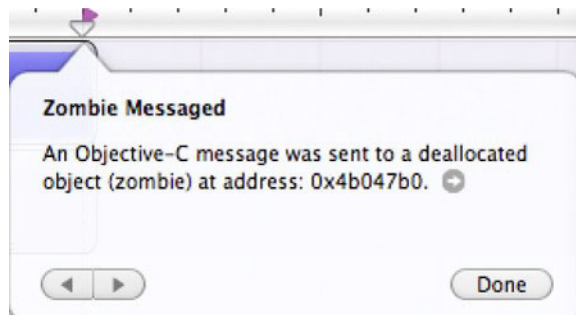 Zombie Messaged
An Objective-C message was sent to a deallocated
object (zombie) at address: 0x4b047b0.
Done